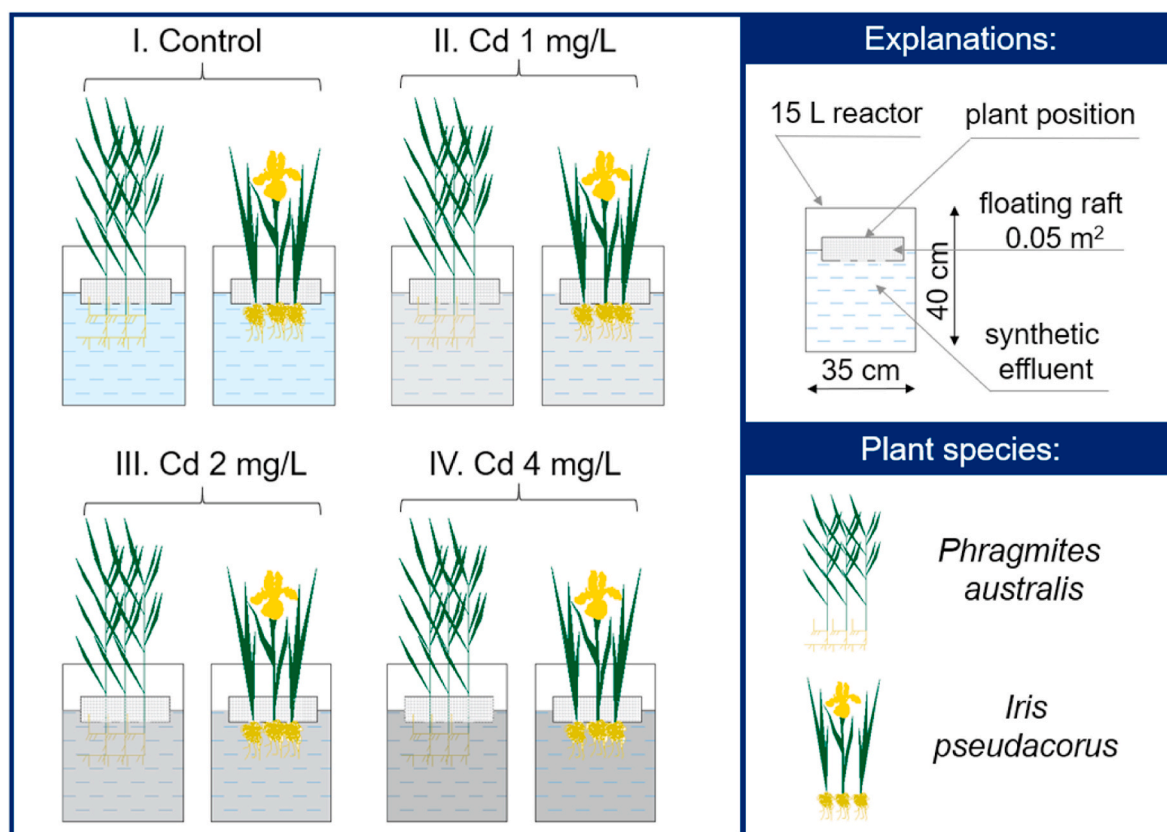 I. Control
II. Cd 1 mg/L
III. Cd 2 mg/L
IV. Cd 4 mg/L
Explanations:
15 L reactor
plant position
floating raft
0.05 m²
40 cm
synthetic
effluent
35 cm
Plant species:
Phragmites
australis
Iris
pseudacorus